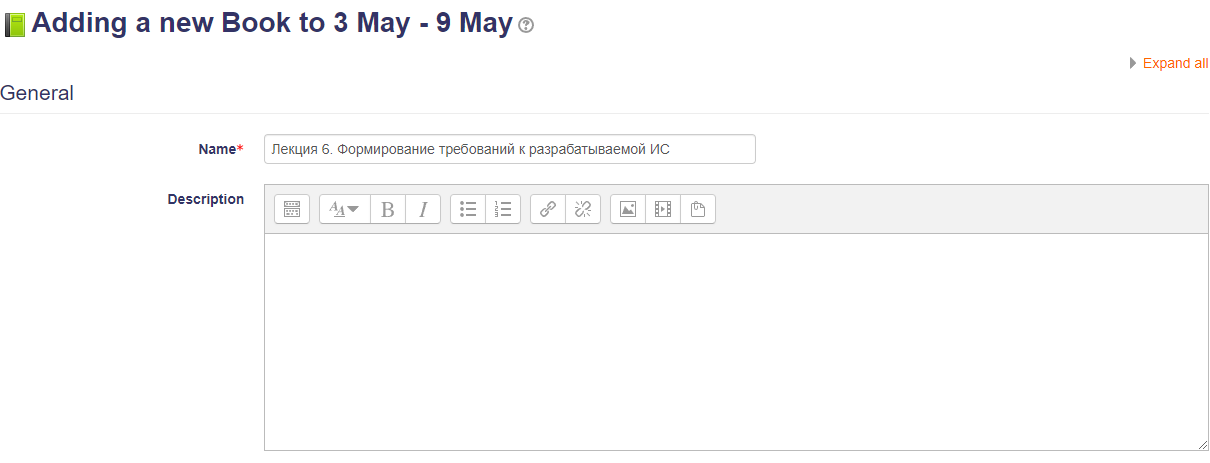 Adding a new Book to 3 May - 9 May
Expand all
General
Name*
Лекция 6. Формирование требований к разрабатываемой ИС
Description